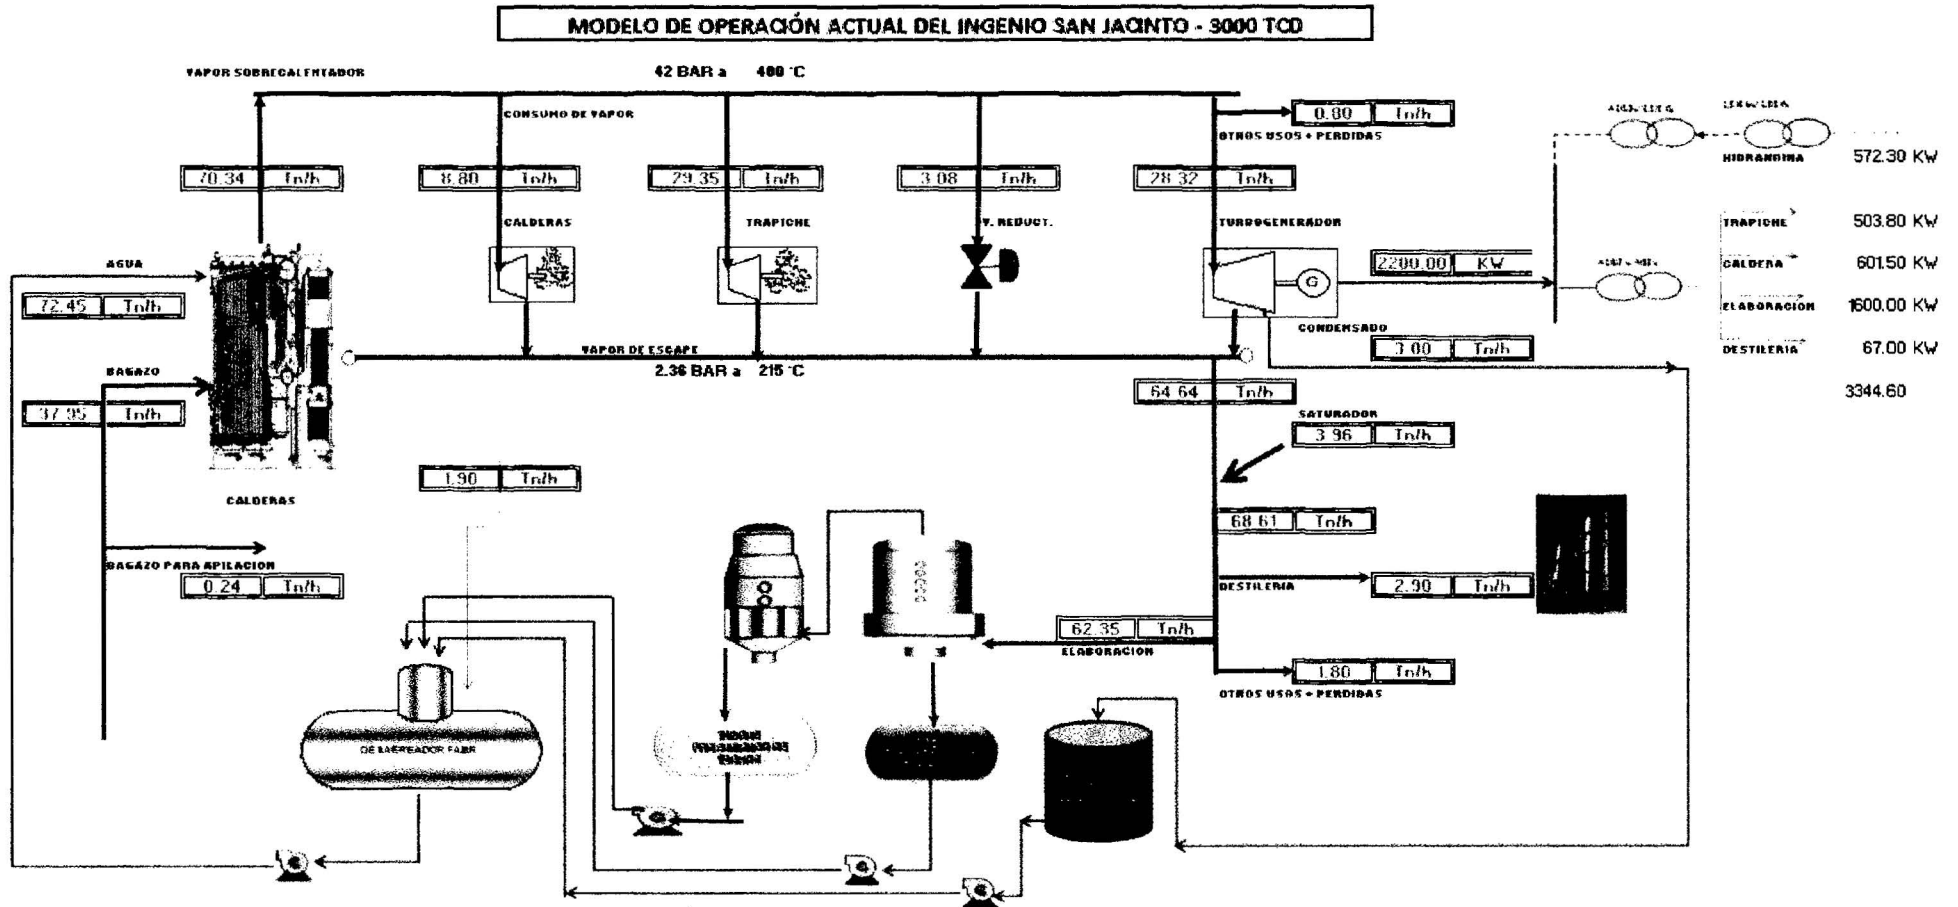 MODELO DE OPERACIÓN ACTUAL DEL INGENIO SAN JACINTO - 3000 TCD
VAPOR SOBRECALENTADOR
42 BAR a 400 °C
CONSUMO DE VAPOR
0.80 Tn/h
OTROS USOS + PERDIDAS
HIDRANDINA
572.30 KW
70.34 Tn/h
8.80 Tn/h
29.35 Tn/h
3.08 Tn/h
28.32 Tn/h
CALDERAS
TRAPICHE
V. REDUCT.
TURBOGENERADOR
TRAPICHE
503.80 KW
AGUA
72.45 Tn/h
2200.00 KW
G
CALDERA
601.50 KW
ELABORACIÓN
1600.00 KW
CONDENSADO
3.00 Tn/h
DESTILERIA
67.00 KW
3344.60
VAPOR DE ESCAPE
2.36 BAR a 215 °C
BAGAZO
37.95 Tn/h
64.64 Tn/h
SATURADOR
3.96 Tn/h
1.90 Tn/h
CALDERAS
68.61 Tn/h
BAGAZO PARA APILACION
0.24 Tn/h
DESTILERIA
2.90 Tn/h
62.35 Tn/h
ELABORACION
1.80 Tn/h
OTROS USOS + PERDIDAS